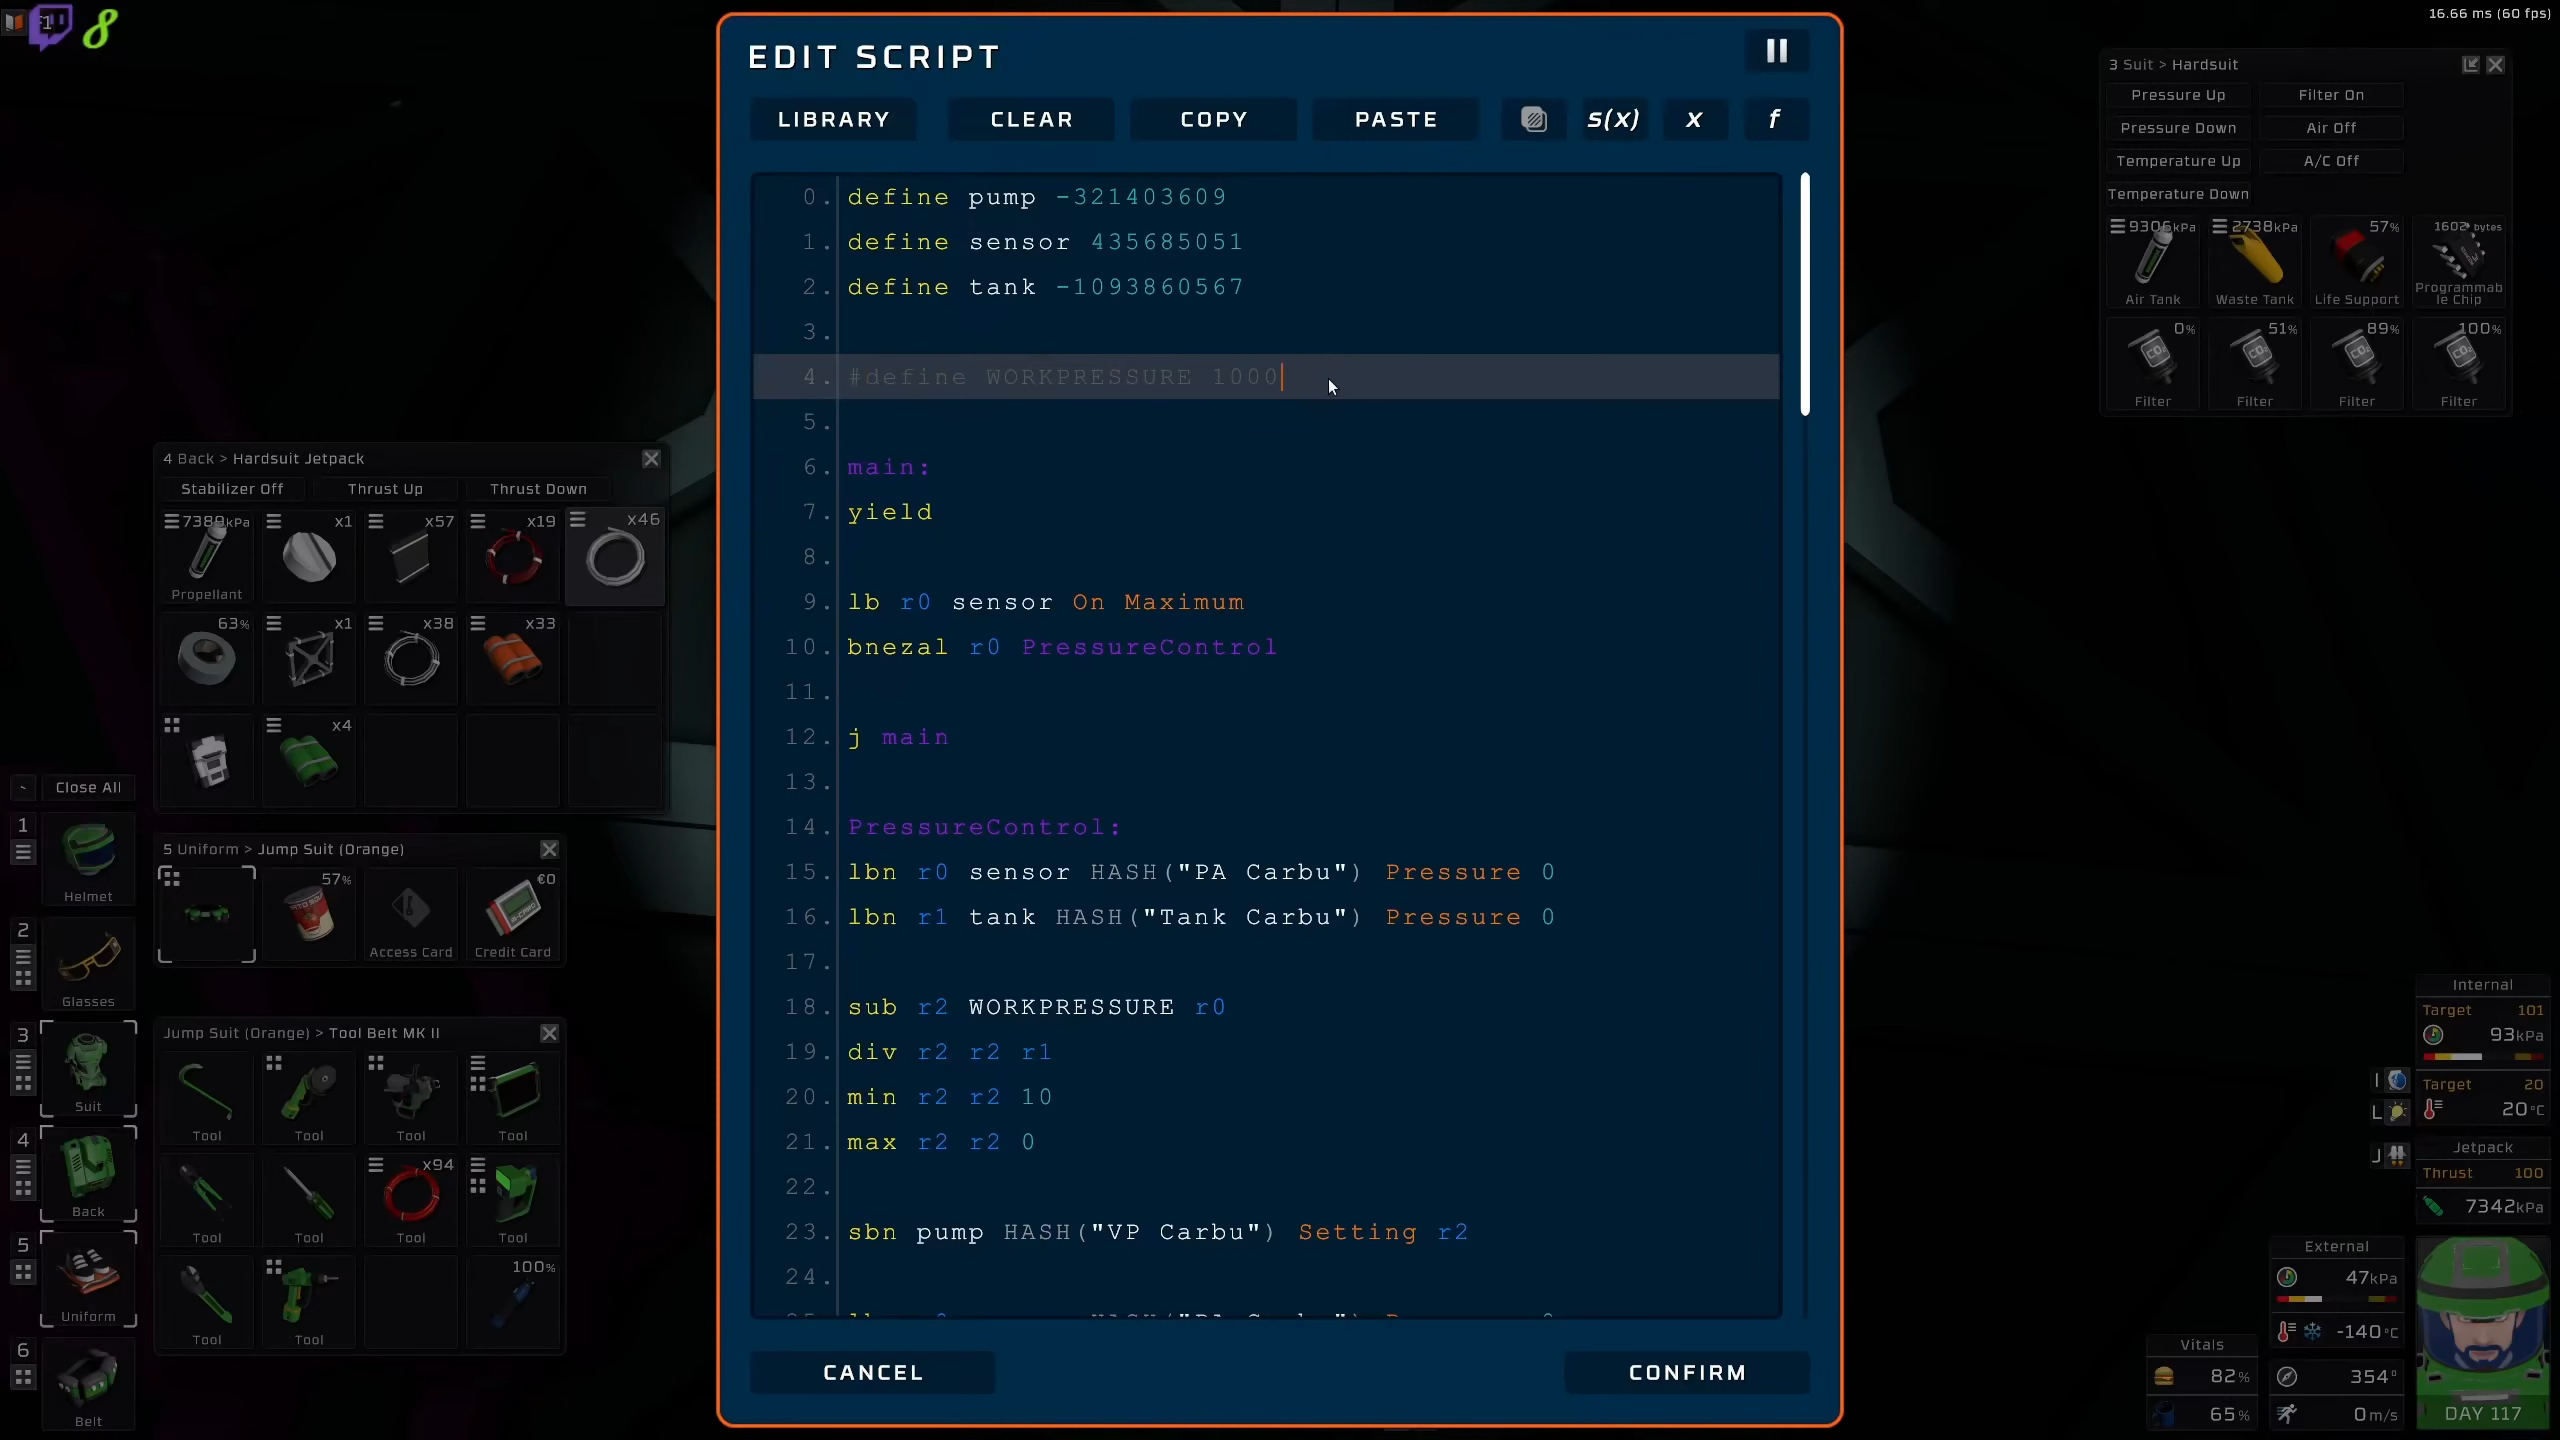 16.66 ms (60 fps)
EDIT SCRIPT
LIBRARY
CLEAR
COPY
PASTE
s(x)
x
f
0. define pump -321403609
1. define sensor 435685051
2. define tank -1093860567
3.
4. #define WORKPRESSURE 1000
5.
6. main:
7. yield
8.
9. lb r0 sensor On Maximum
10. bnezal r0 PressureControl
11.
12. j main
13.
14. PressureControl:
15. lbn r0 sensor HASH("PA Carbu") Pressure 0
16. lbn r1 tank HASH("Tank Carbu") Pressure 0
17.
18. sub r2 WORKPRESSURE r0
19. div r2 r2 r1
20. min r2 r2 10
21. max r2 r2 0
22.
23. sbn pump HASH("VP Carbu") Setting r2
24.
CANCEL
CONFIRM
3 Suit > Hardsuit
Pressure Up
Filter On
Pressure Down
Air Off
Temperature Up
A/C Off
Temperature Down
9306kPa
2738kPa
57%
1602 bytes
Air Tank
Waste Tank
Life Support
Programmab
le Chip
0%
51%
89%
100%
Filter
Filter
Filter
Filter
4 Back > Hardsuit Jetpack
Stabilizer Off
Thrust Up
Thrust Down
x1
x57
x19
x46
Propellant
63%
x1
x38
x33
x4
~
Close All
1
Helmet
2
Glasses
3
Suit
4
Back
5
Uniform
6
Belt
5 Uniform > Jump Suit (Orange)
57%
€0
Access Card
Credit Card
Jump Suit (Orange) > Tool Belt MK II
Tool
Tool
Tool
Tool
x94
Tool
Tool
Tool
Tool
100%
Tool
Tool
Tool
Internal
Target 101
93kPa
Target 20
20°C
I
L
J
Jetpack
Thrust 100
7342kPa
External
47kPa
-140°C
354°
0m/s
Vitals
82%
65%
DAY 117